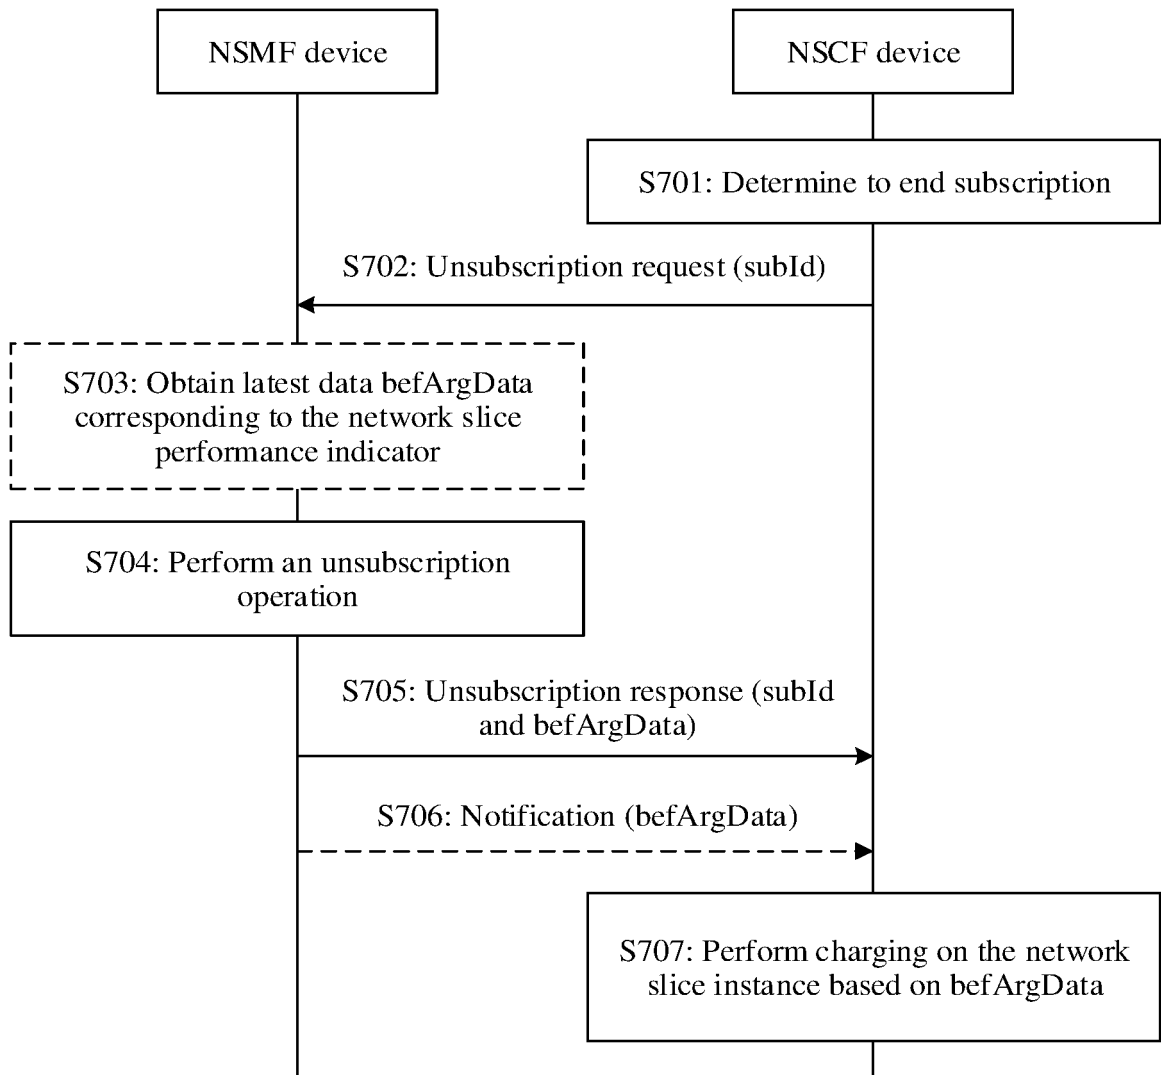 NSMF device
NSCF device
S701: Determine to end subscription
S702: Unsubscription request (subId)
S703: Obtain latest data befArgData
corresponding to the network slice
performance indicator
S704: Perform an unsubscription
operation
S705: Unsubscription response (subId
and befArgData)
S706: Notification (befArgData)
S707: Perform charging on the network
slice instance based on befArgData